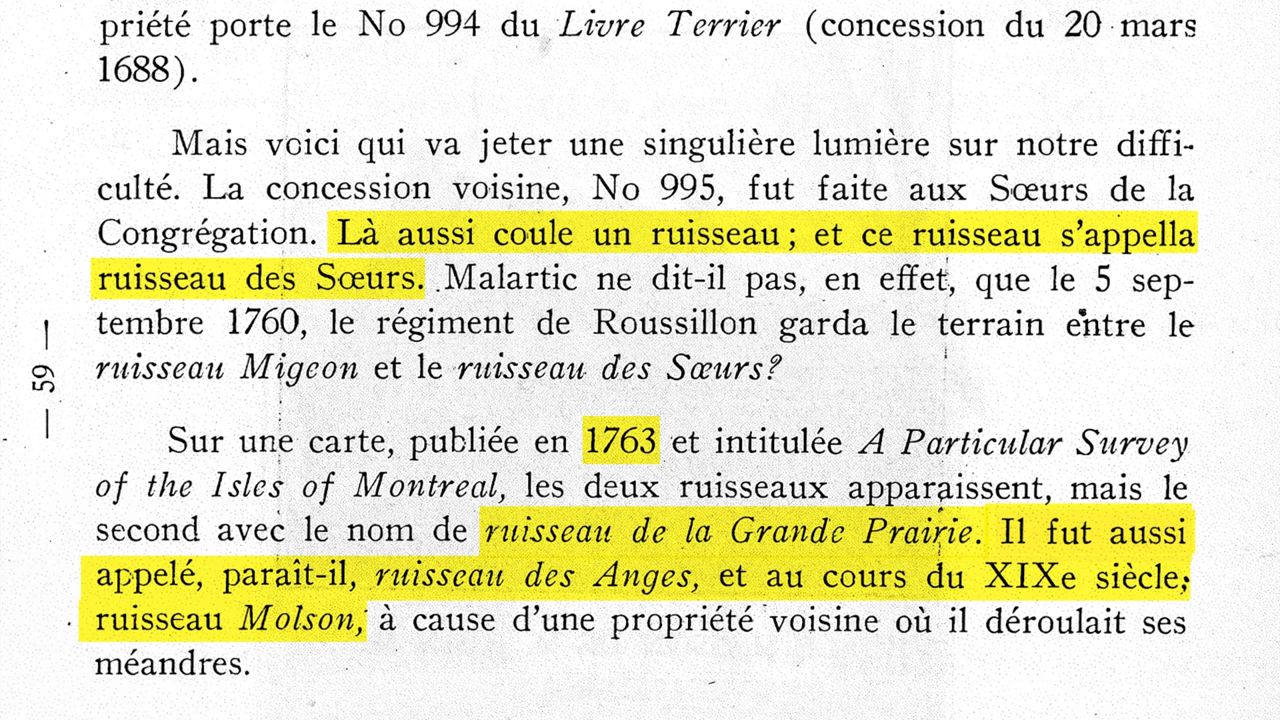 priété porte le No 994 du Livre Terrier (concession du 20 mars
1688).
Mais voici qui va jeter une singulière lumière sur notre diffi-
culté. La concession voisine, No 995, fut faite aux Sœurs de la
Congrégation. Là aussi coule un ruisseau ; et ce ruisseau s'appella
ruisseau des Sœurs. Malartic ne dit-il pas, en effet, que le 5 sep-
tembre 1760, le régiment de Roussillon garda le terrain entre le
ruisseau Migeon et le ruisseau des Sœurs?
— 59 —
Sur une carte, publiée en 1763 et intitulée A Particular Survey
of the Isles of Montreal, les deux ruisseaux apparaissent, mais le
second avec le nom de ruisseau de la Grande Prairie. Il fut aussi
appelé, paraît-il, ruisseau des Anges, et au cours du XIXe siècle,
ruisseau Molson, à cause d'une propriété voisine où il déroulait ses
méandres.